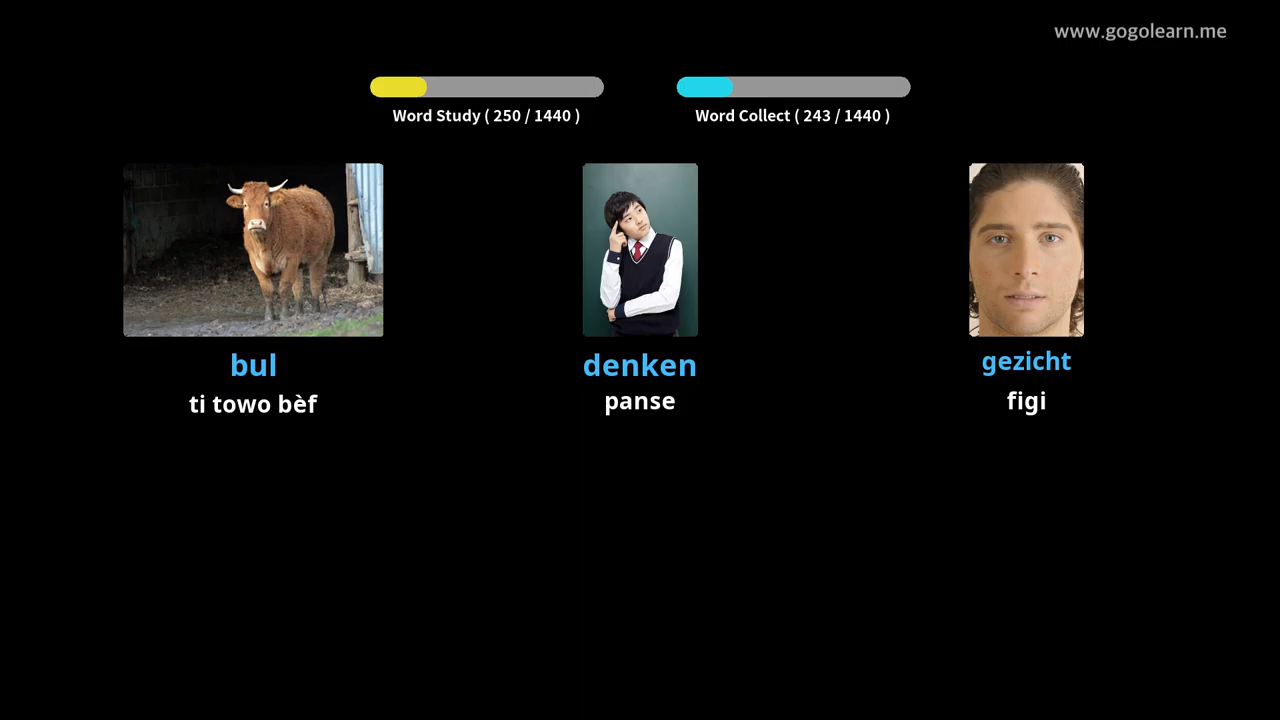 www.gogolearn.me
Word Study ( 250 / 1440 )
Word Collect ( 243 / 1440 )
bul
ti towo bèf
denken
panse
gezicht
figi